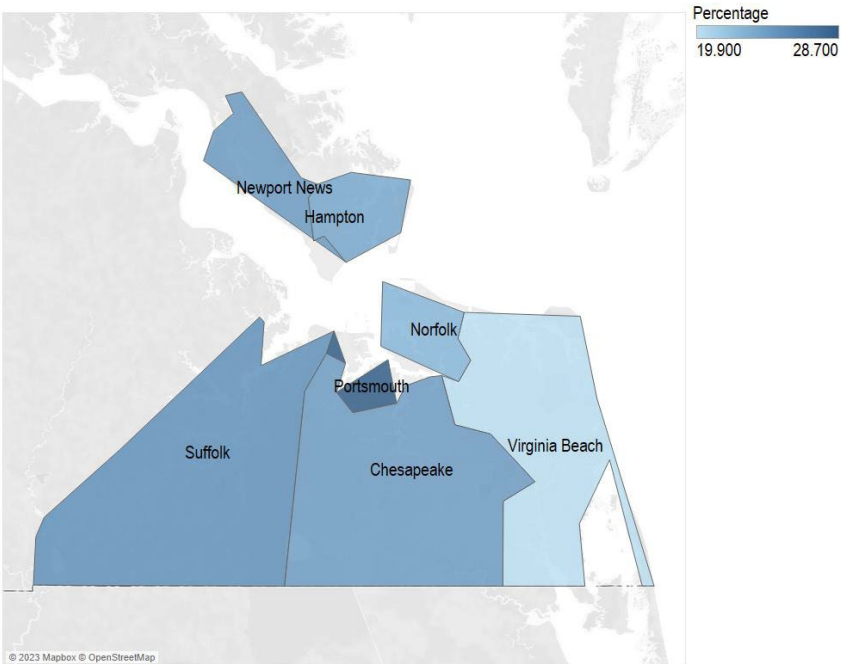 Percentage
19.900 28.700
Newport News
Hampton
Norfolk
Portsmouth
Suffolk
Virginia Beach
Chesapeake
© 2023 Mapbox © OpenStreetMap